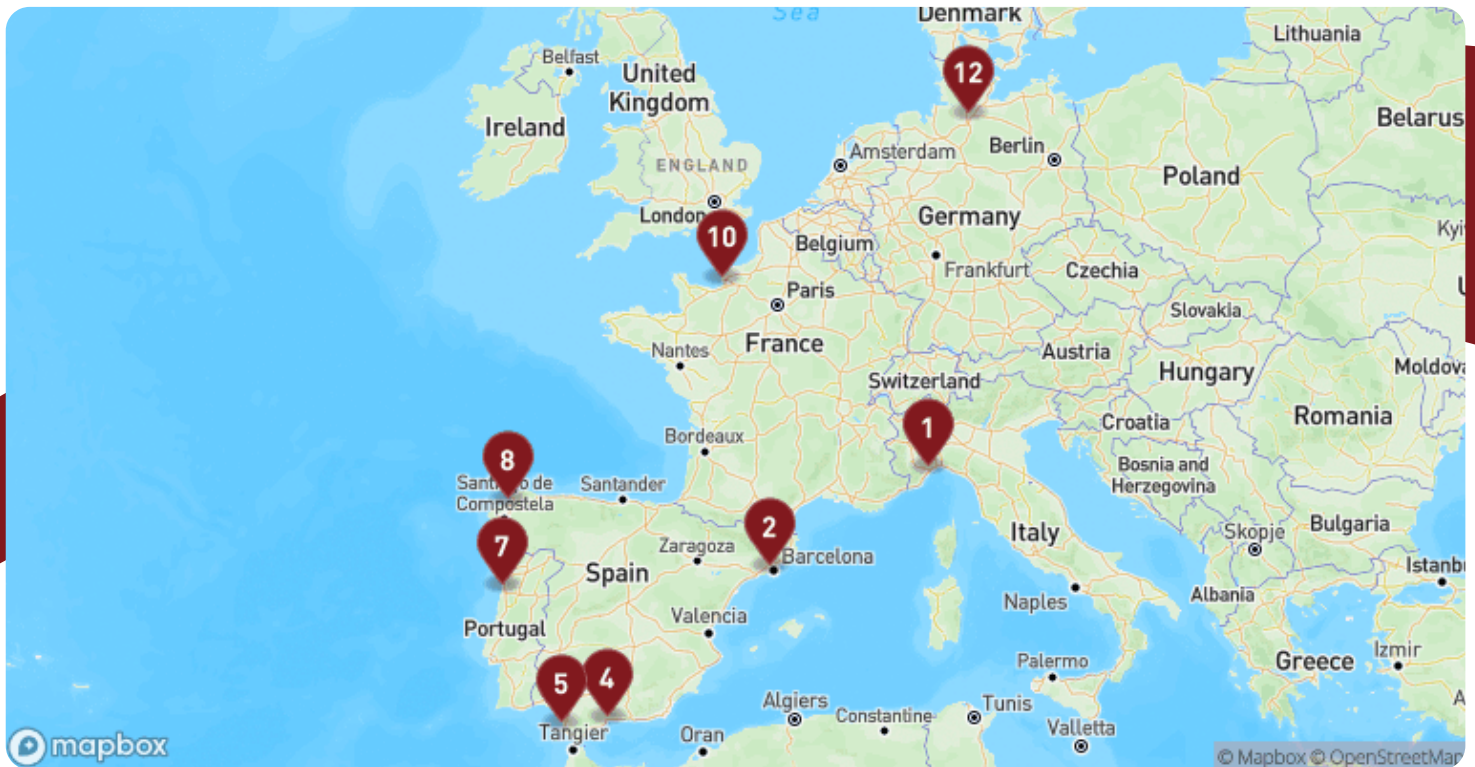 Sea
Denmark
Lithuania
Belfast
United
Kingdom
12
Belarus
Ireland
Berlin
Amsterdam
ENGLAND
Poland
London
Germany
10
Belgium
Frankfurt
Czechia
Paris
Slovakia
France
Nantes
Austria
Switzerland
Hungary
Moldova
Romania
1
Croatia
Bordeaux
8
Bosnia and
Herzegovina
Santander
Compostela
2
Bulgaria
Italy
Skopje
7
Zaragoza
Barcelona
Spain
Istanb
Albania
Naples
Valencia
Portugal
Izmir
Greece
Palermo
5
4
Algiers
Tunis
Constantine
Valletta
Tangier
Oran
mapbox
© Mapbox © OpenStreetMap